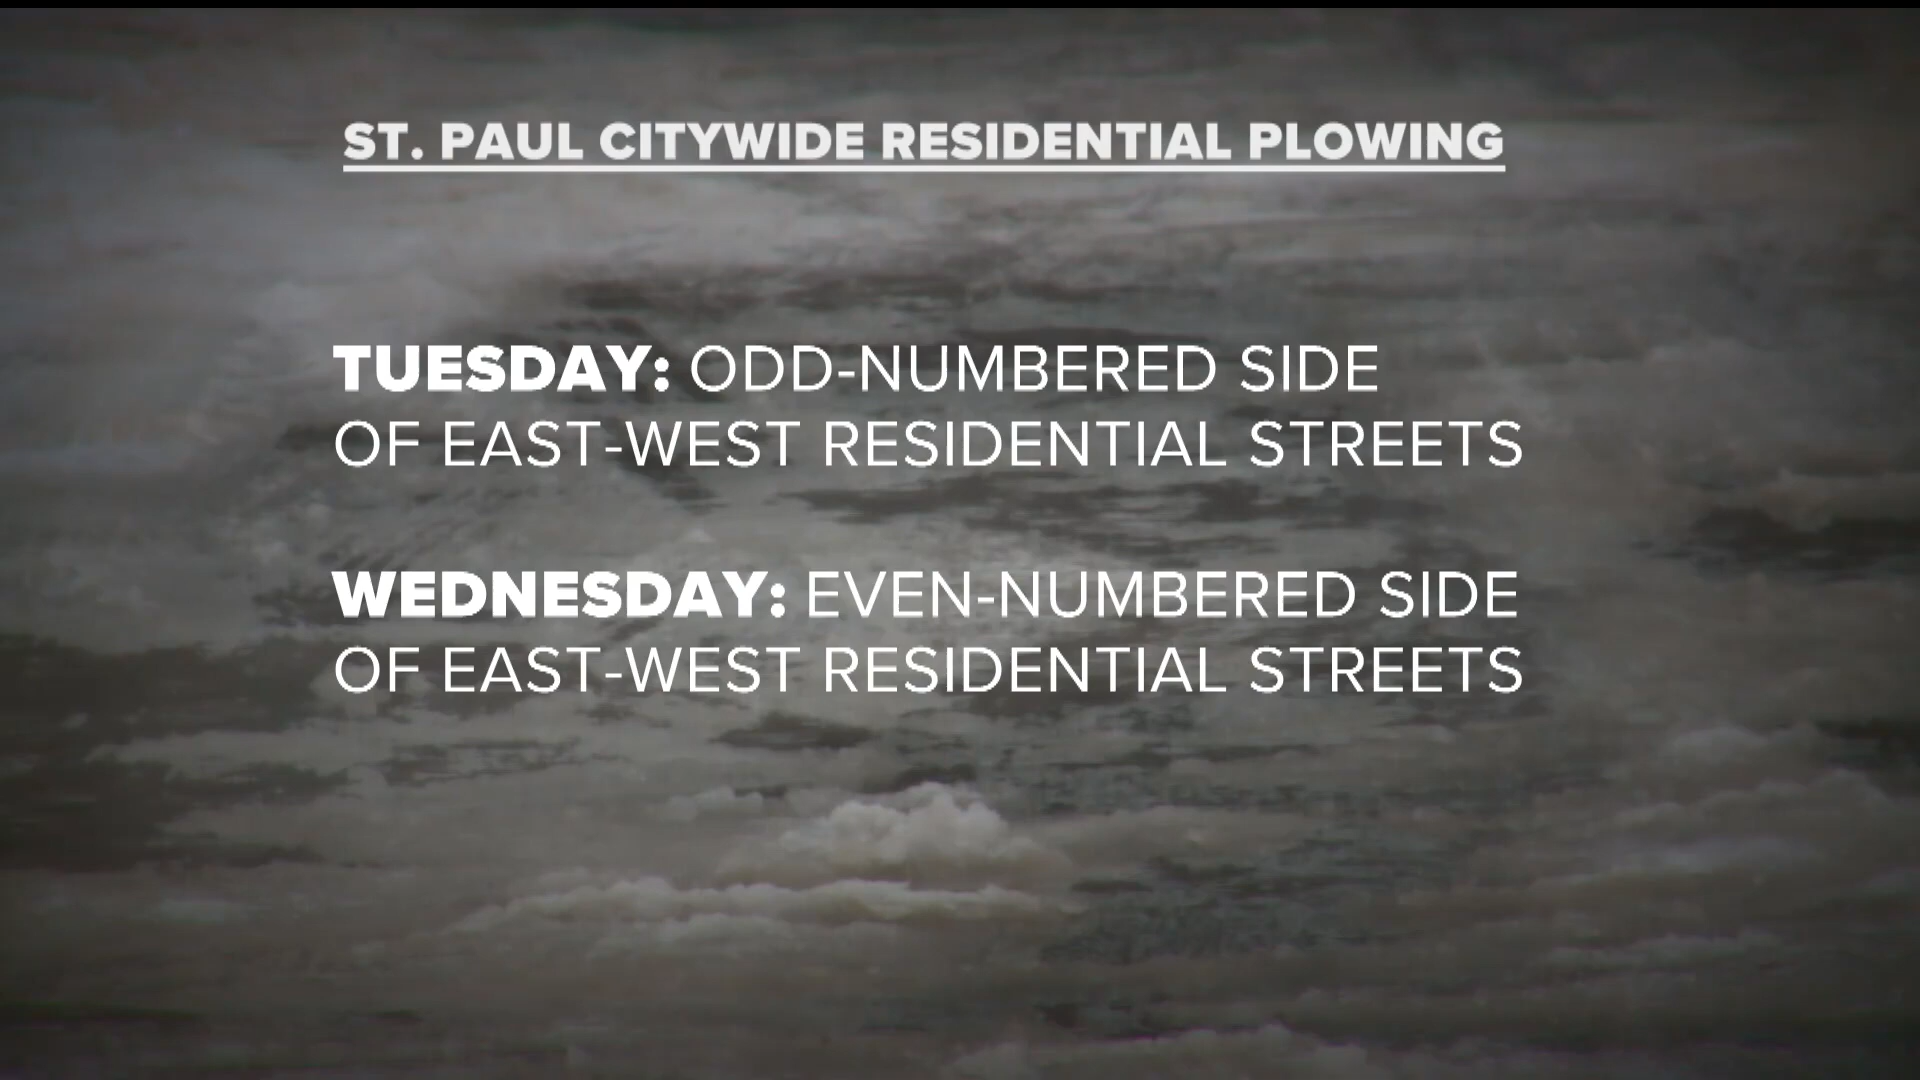 ST. PAUL CITYWIDE RESIDENTIAL PLOWING
TUESDAY: ODD-NUMBERED SIDE
OF EAST-WEST RESIDENTIAL STREETS
WEDNESDAY: EVEN-NUMBERED SIDE
OF EAST-WEST RESIDENTIAL STREETS